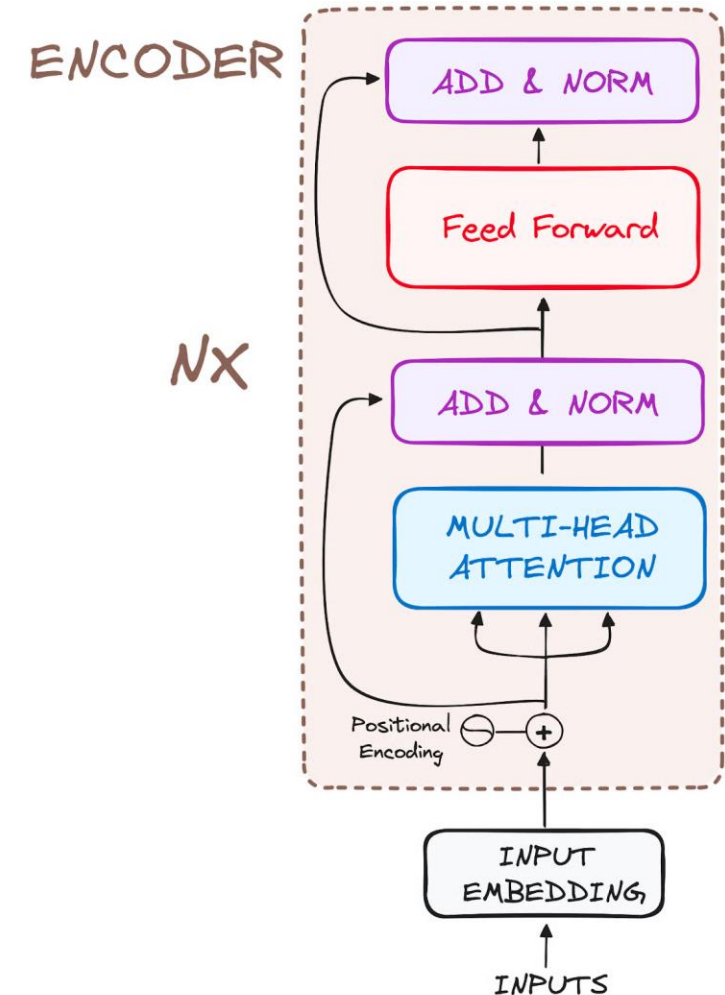 ENCODER
ADD & NORM
Feed Forward
NX
ADD & NORM
MULTI-HEAD
ATTENTION
Positional
Encoding
+
INPUT
EMBEDDING
INPUTS